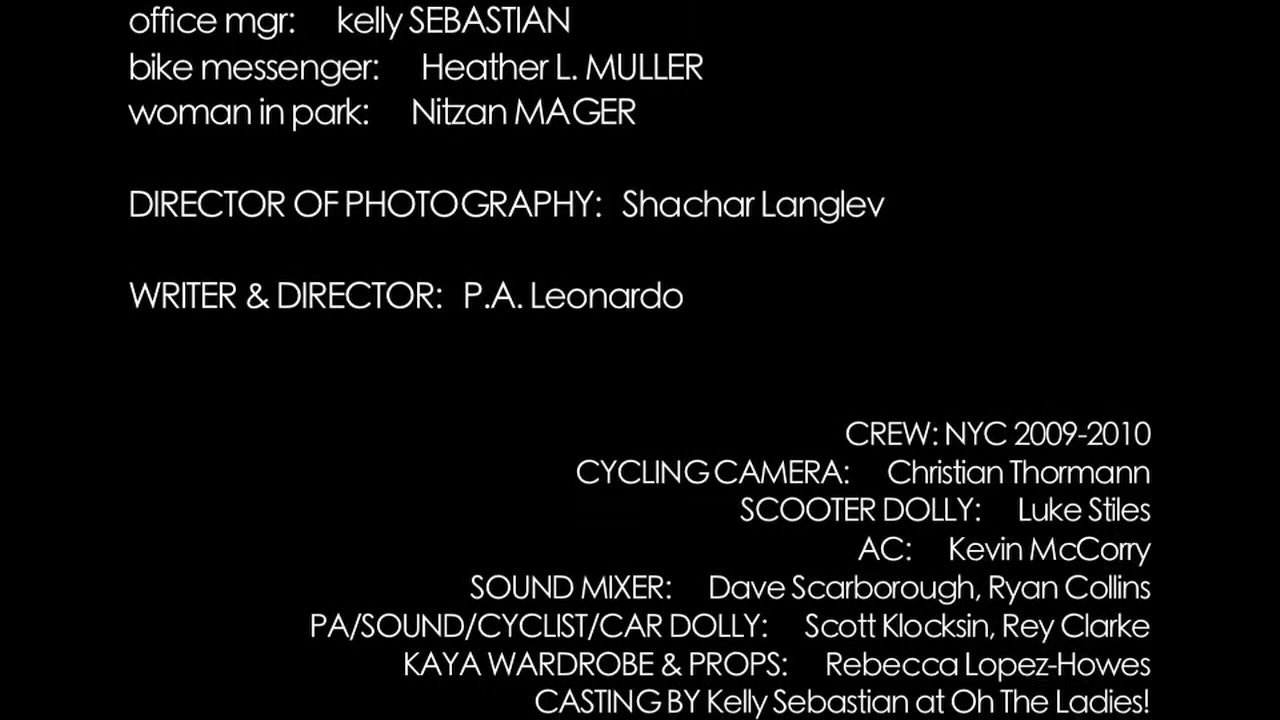 office mgr: kelly SEBASTIAN
bike messenger: Heather L. MULLER
woman in park: Nitzan MAGER
DIRECTOR OF PHOTOGRAPHY: Shachar Langlev
WRITER & DIRECTOR: P.A. Leonardo
CREW: NYC 2009-2010
CYCLING CAMERA: Christian Thormann
SCOOTER DOLLY: Luke Stiles
AC: Kevin McCorry
SOUND MIXER: Dave Scarborough, Ryan Collins
PA/SOUND/CYCLIST/CAR DOLLY: Scott Klocksin, Rey Clarke
KAYA WARDROBE & PROPS: Rebecca Lopez-Howes
CASTING BY Kelly Sebastian at Oh The Ladies!